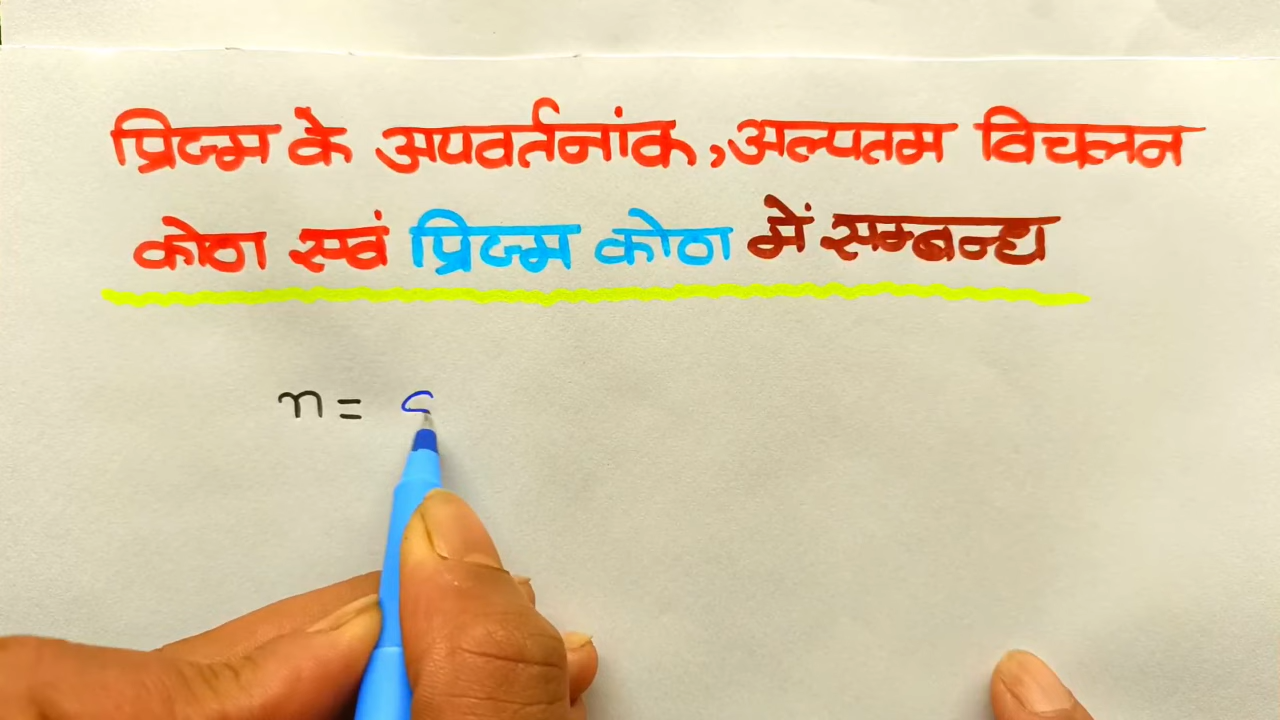 प्रिज्म के अपवर्तनांक,अल्पतम विचलन
कोण एवं प्रिज्म कोण में सम्बन्ध
n =